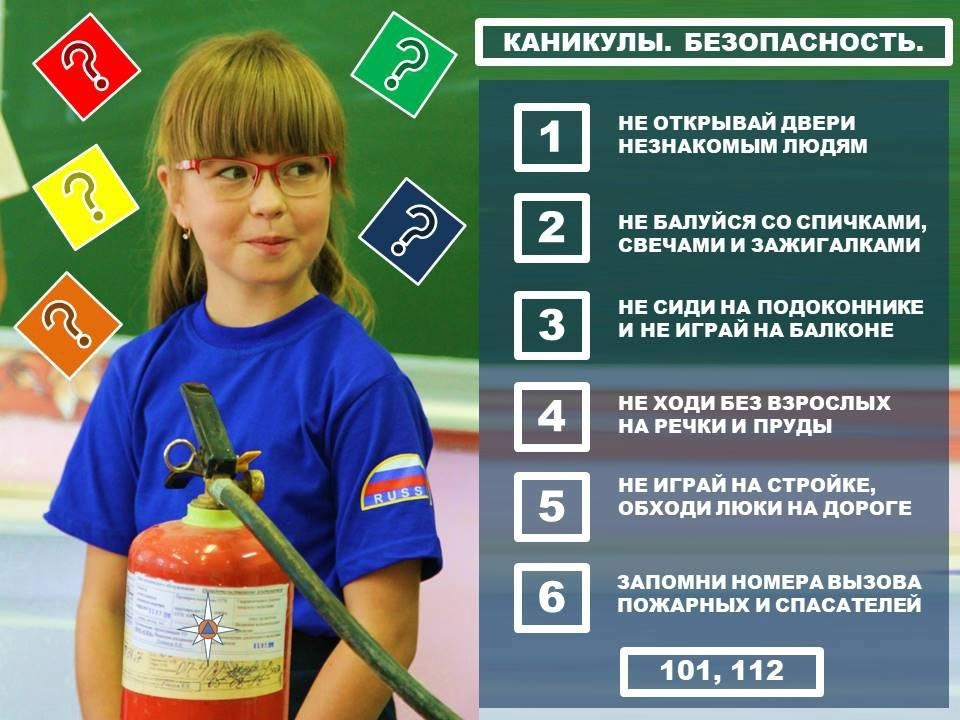 КАНИКУЛЫ. БЕЗОПАСНОСТЬ.
1
НЕ ОТКРЫВАЙ ДВЕРИ
НЕЗНАКОМЫМ ЛЮДЯМ
2
НЕ БАЛУЙСЯ СО СПИЧКАМИ,
СВЕЧАМИ И ЗАЖИГАЛКАМИ
3
НЕ СИДИ НА ПОДОКОННИКЕ
И НЕ ИГРАЙ НА БАЛКОНЕ
4
НЕ ХОДИ БЕЗ ВЗРОСЛЫХ
НА РЕЧКИ И ПРУДЫ
5
НЕ ИГРАЙ НА СТРОЙКЕ,
ОБХОДИ ЛЮКИ НА ДОРОГЕ
6
ЗАПОМНИ НОМЕРА ВЫЗОВА
ПОЖАРНЫХ И СПАСАТЕЛЕЙ
101, 112
?
?
?
?
?
RUSS